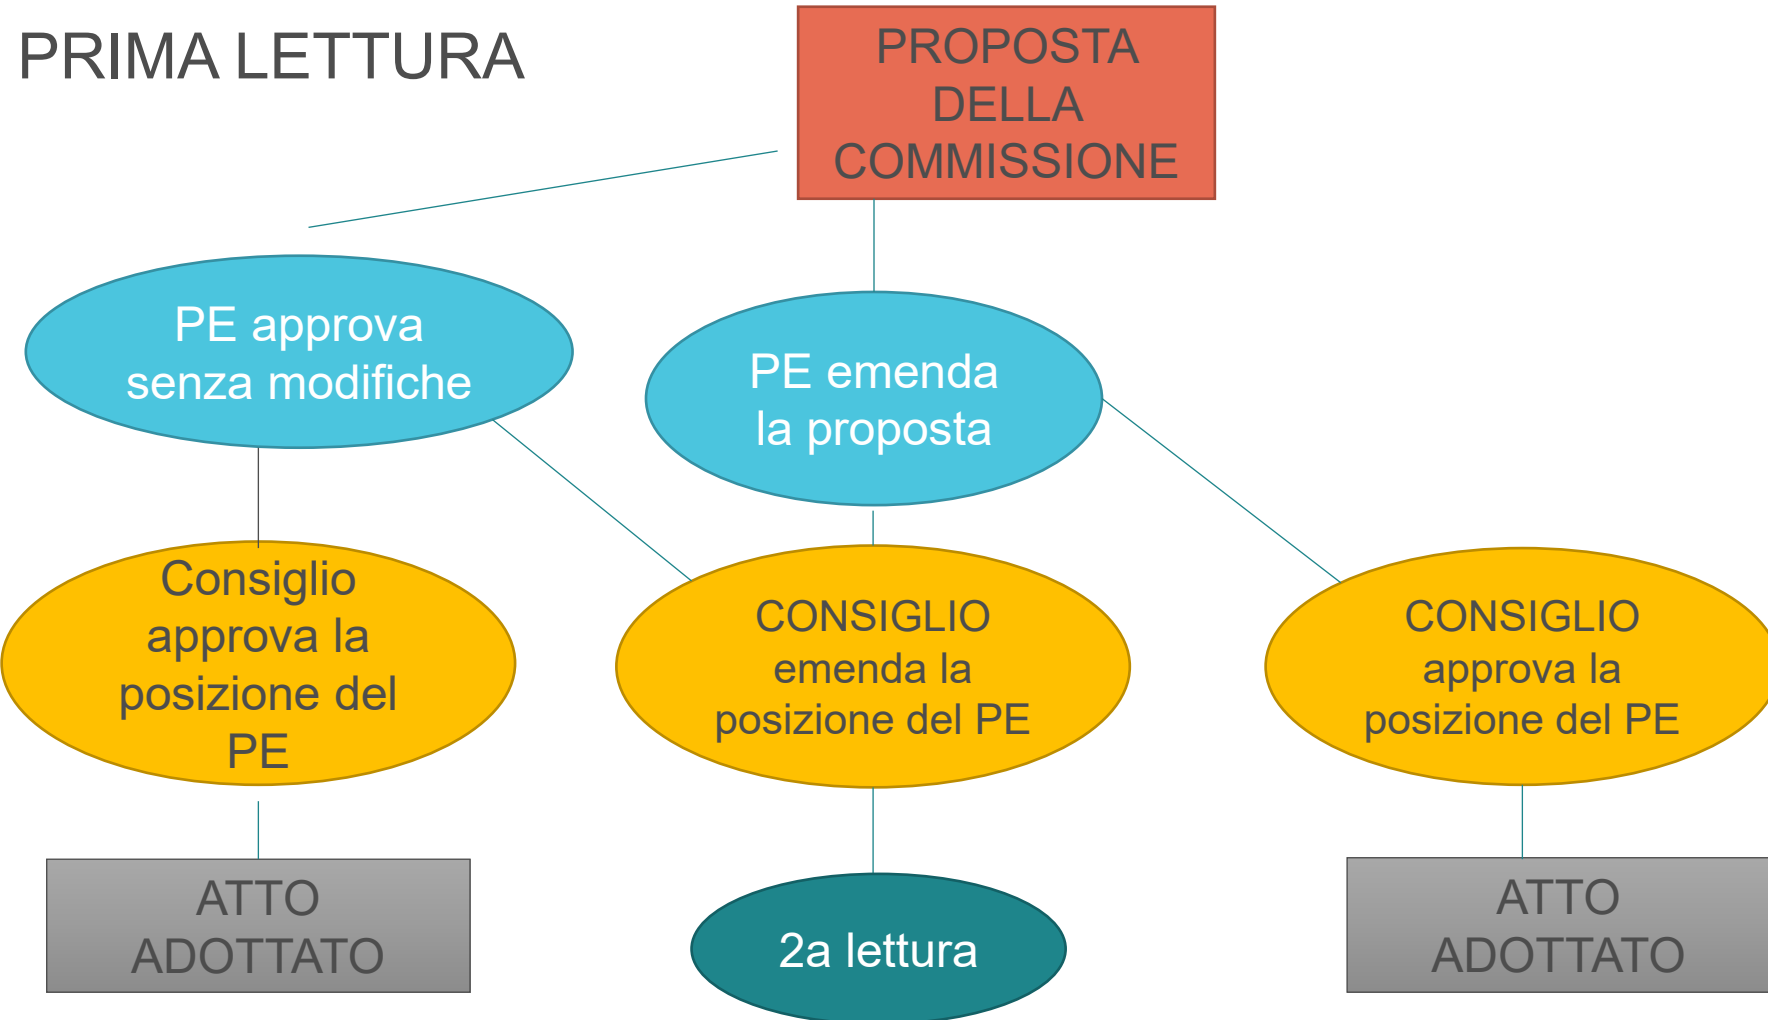 PRIMA LETTURA
PROPOSTA
DELLA
COMMISSIONE
PE approva
senza modifiche
PE emenda
la proposta
Consiglio
approva la
posizione del
PE
CONSIGLIO
emenda la
posizione del PE
CONSIGLIO
approva la
posizione del PE
ATTO
ADOTTATO
2a lettura
ATTO
ADOTTATO